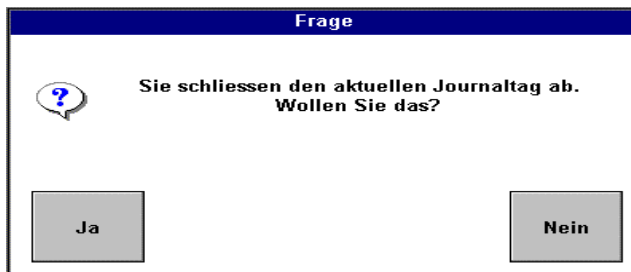 Frage
Sie schliessen den aktuellen Journaltag ab.
Wollen Sie das?
Ja
Nein